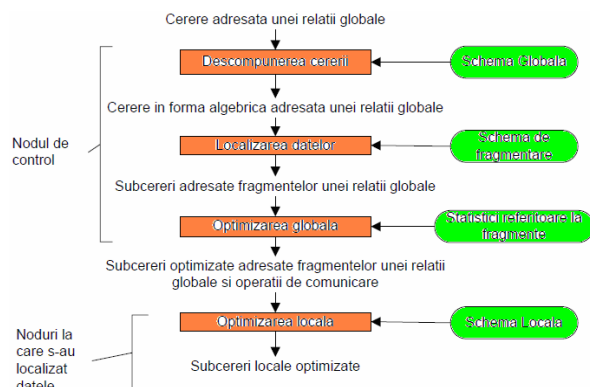 Cerere adresata unei relatii globale
Descompunerea cererii
Schema Globala
Cerere in forma algebrica adresata unei relatii globale
Nodul de
control
Localizarea datelor
Schema de
fragmentare
Subcereri adresate fragmentelor unei relatii globale
Optimizarea globala
Statistici referitoare la
fragmente
Subcereri optimizate adresate fragmentelor unei relatii
globale si operatii de comunicare
Optimizarea locala
Schema Locala
Noduri la
care s-au
localizat
datele
Subcereri locale optimizate